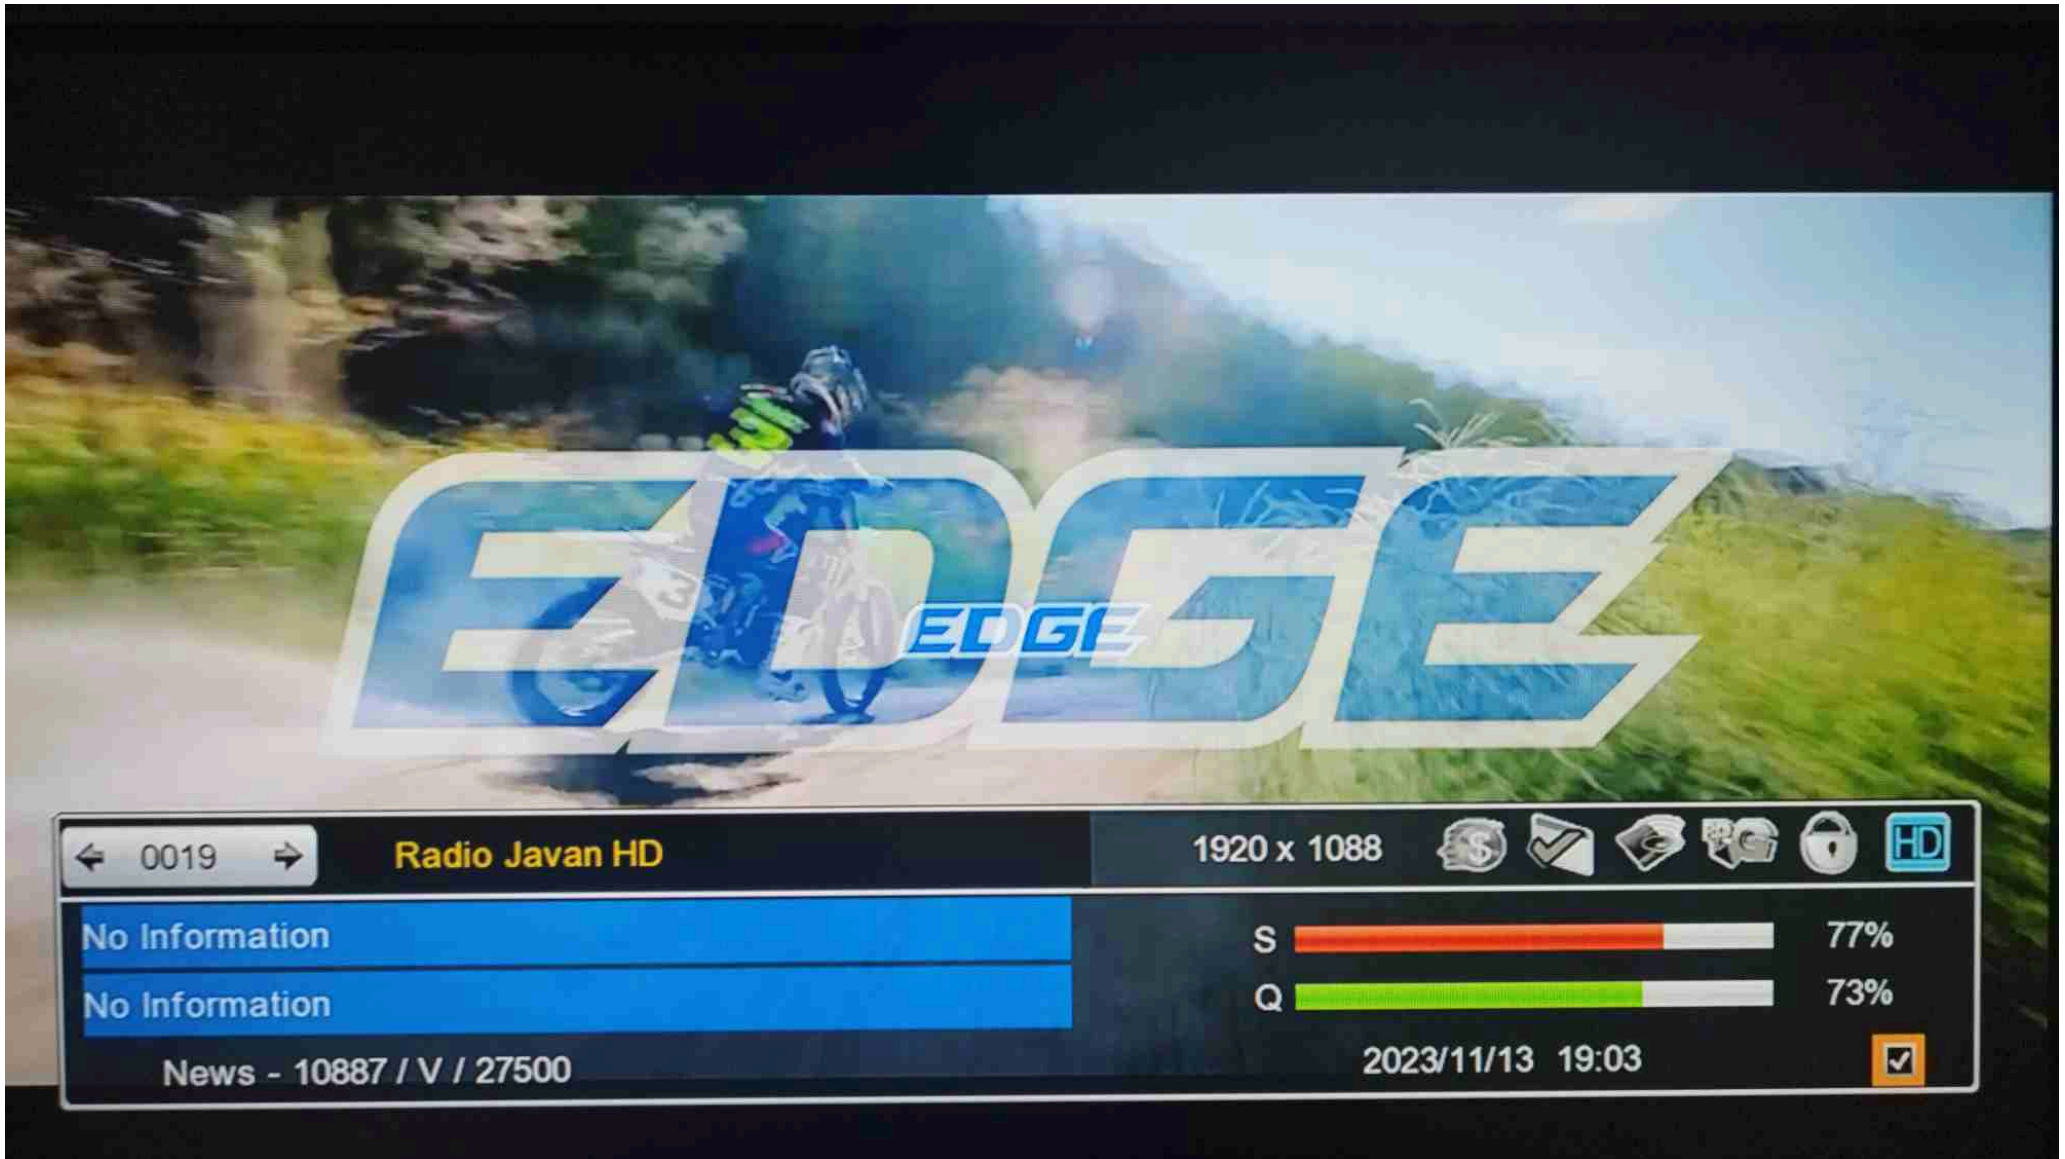 EDGE
EDGE
0019 Radio Javan HD 1920 x 1088 HD
No Information S 77%
No Information Q 73%
News - 10887 / V / 27500 2023/11/13 19:03